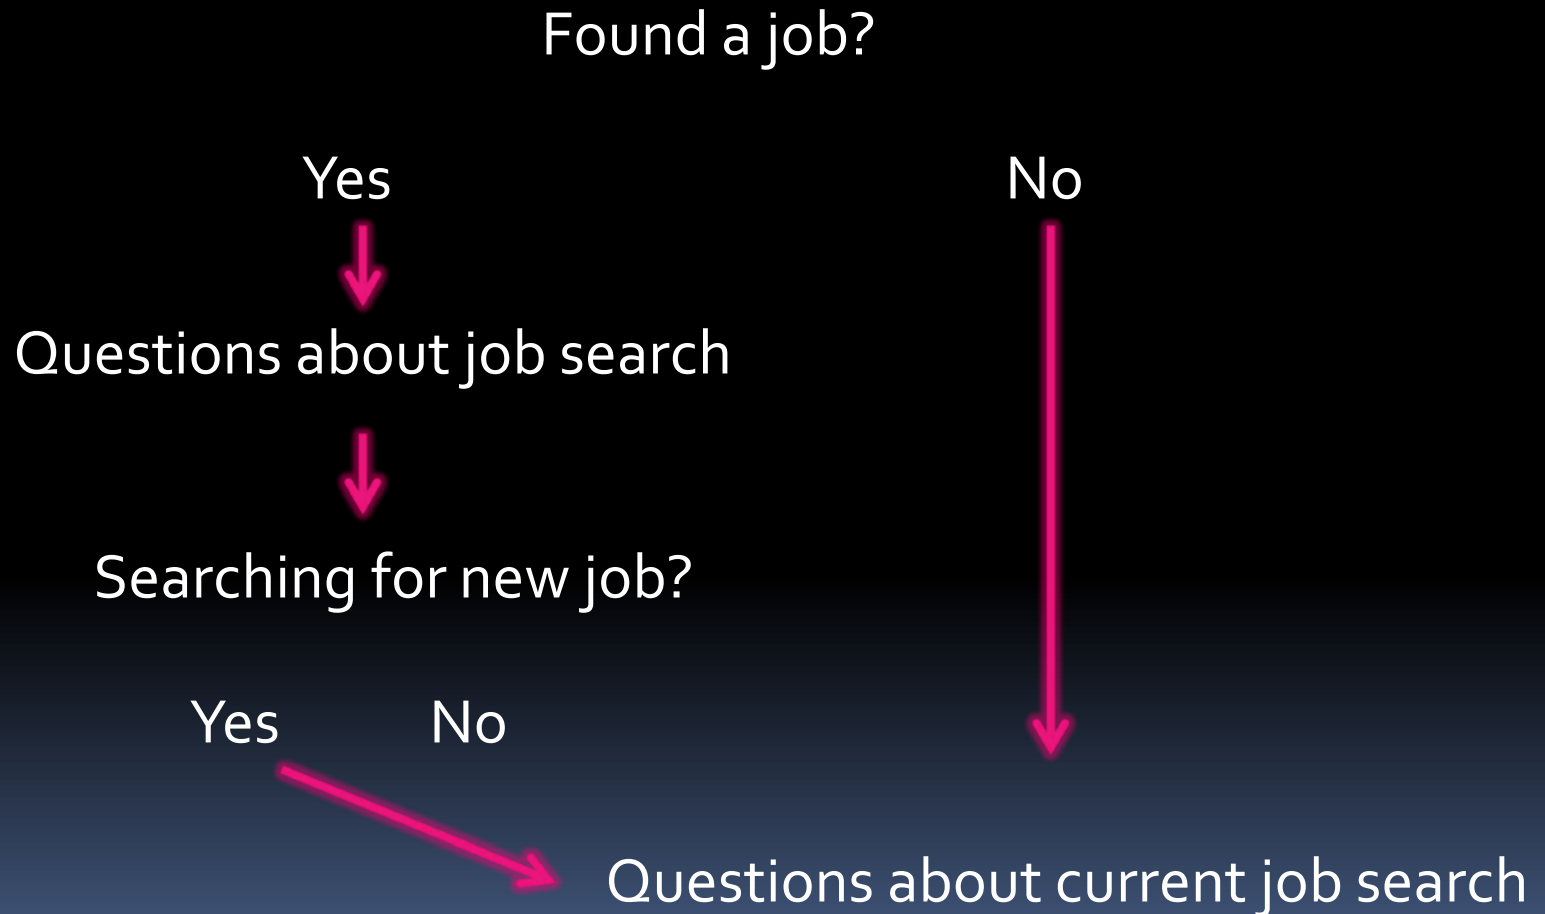 Found a job?
Yes
No
Questions about job search
Searching for new job?
Yes
No
Questions about current job search